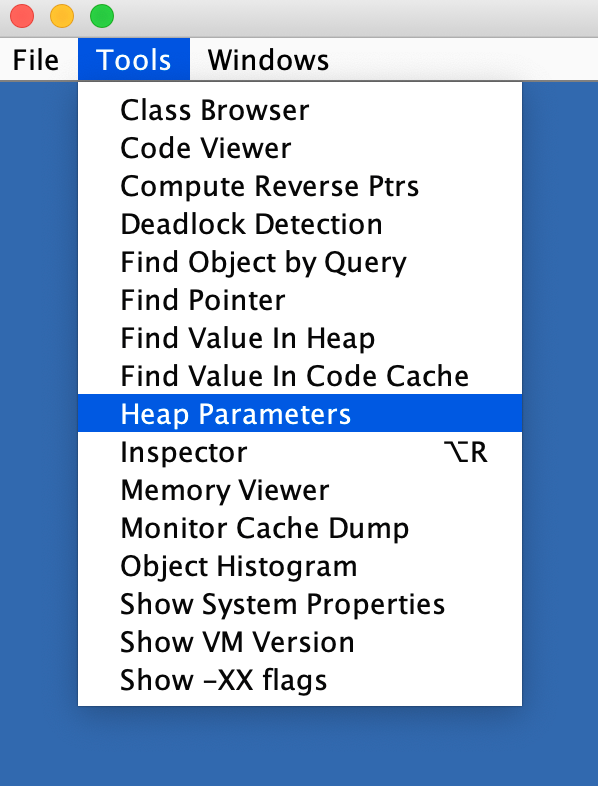 File Tools Windows
Class Browser
Code Viewer
Compute Reverse Ptrs
Deadlock Detection
Find Object by Query
Find Pointer
Find Value In Heap
Find Value In Code Cache
Heap Parameters
Inspector ⌥R
Memory Viewer
Monitor Cache Dump
Object Histogram
Show System Properties
Show VM Version
Show -XX flags